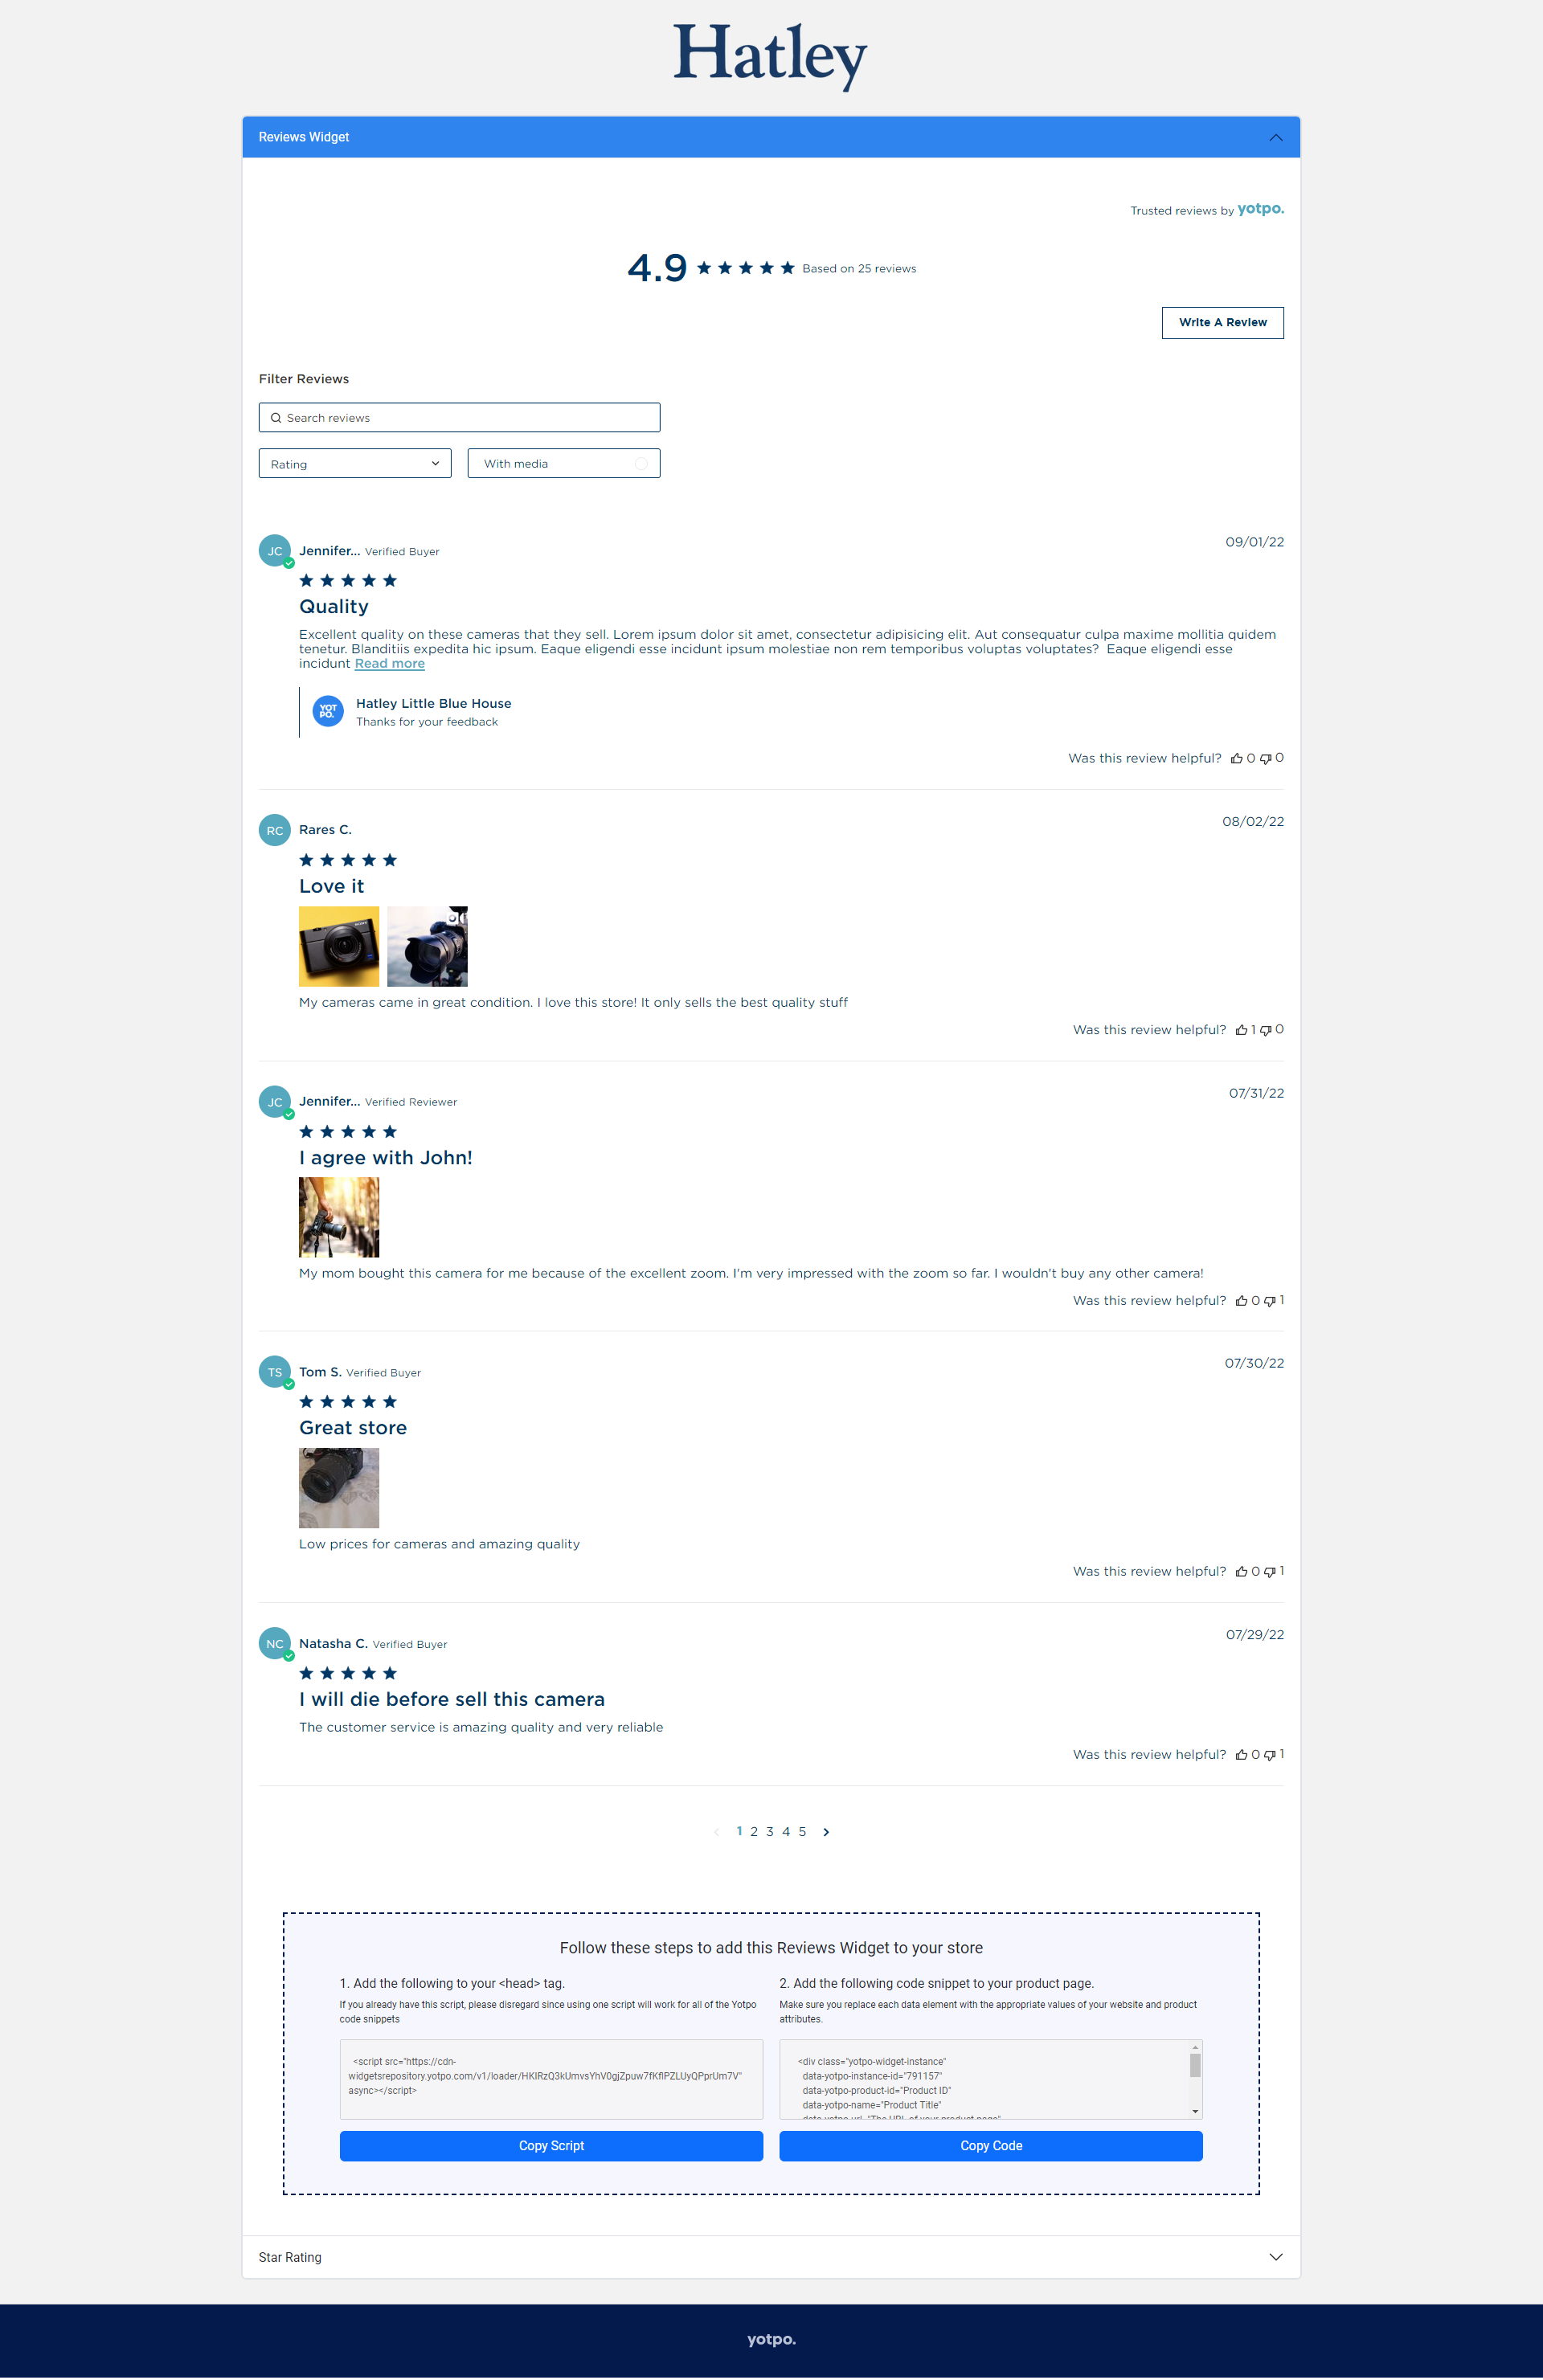 Hatley
Reviews Widget
Trusted reviews by yotpo.
4.9 Based on 25 reviews
Write A Review
Filter Reviews
Search reviews
Rating
With media
JC Jennifer... Verified Buyer 09/01/22
Quality
Excellent quality on these cameras that they sell. Lorem ipsum dolor sit amet, consectetur adipisicing elit. Aut consequatur culpa maxime mollitia quidem
tenetur. Blanditiis expedita hic ipsum. Eaque eligendi esse incidunt ipsum molestiae non rem temporibus voluptas voluptates?  Eaque eligendi esse
incidunt Read more
YOT
PO.
Hatley Little Blue House
Thanks for your feedback
Was this review helpful? 0 0
RC Rares C. 08/02/22
Love it
SONY
My cameras came in great condition. I love this store! It only sells the best quality stuff
Was this review helpful? 1 0
JC Jennifer... Verified Reviewer 07/31/22
I agree with John!
My mom bought this camera for me because of the excellent zoom. I'm very impressed with the zoom so far. I wouldn't buy any other camera!
Was this review helpful? 0 1
TS Tom S. Verified Buyer 07/30/22
Great store
Low prices for cameras and amazing quality
Was this review helpful? 0 1
NC Natasha C. Verified Buyer 07/29/22
I will die before sell this camera
The customer service is amazing quality and very reliable
Was this review helpful? 0 1
1 2 3 4 5
Follow these steps to add this Reviews Widget to your store
1. Add the following to your <head> tag.
If you already have this script, please disregard since using one script will work for all of the Yotpo
code snippets
<script src="https://cdn-
widgetsrepository.yotpo.com/v1/loader/HKIRzQ3kUmvsYhV0gjZpuw7fKflPZLUyQPprUm7V"
async></script>
Copy Script
2. Add the following code snippet to your product page.
Make sure you replace each data element with the appropriate values of your website and product
attributes.
<div class="yotpo-widget-instance"
data-yotpo-instance-id="791157"
data-yotpo-product-id="Product ID"
data-yotpo-name="Product Title"
data-yotpo-url="The URL of your product page"
Copy Code
Star Rating
yotpo.